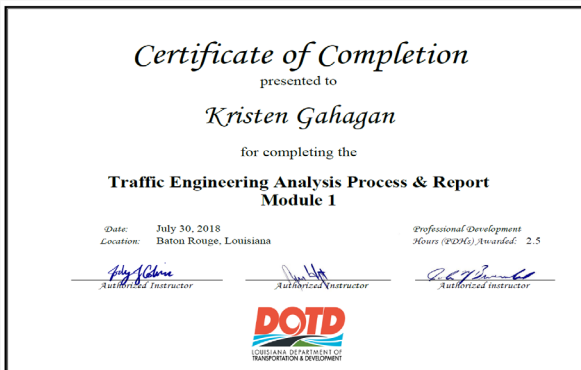 Certificate of Completion
presented to
Kristen Gahagan
for completing the
Traffic Engineering Analysis Process & Report
Module 1
Date: July 30, 2018
Location: Baton Rouge, Louisiana
Professional Development
Hours (PDHs) Awarded: 2.5
Authorized Instructor
Authorized Instructor
Authorized instructor
DOTD
LOUISIANA DEPARTMENT OF
TRANSPORTATION & DEVELOPMENT